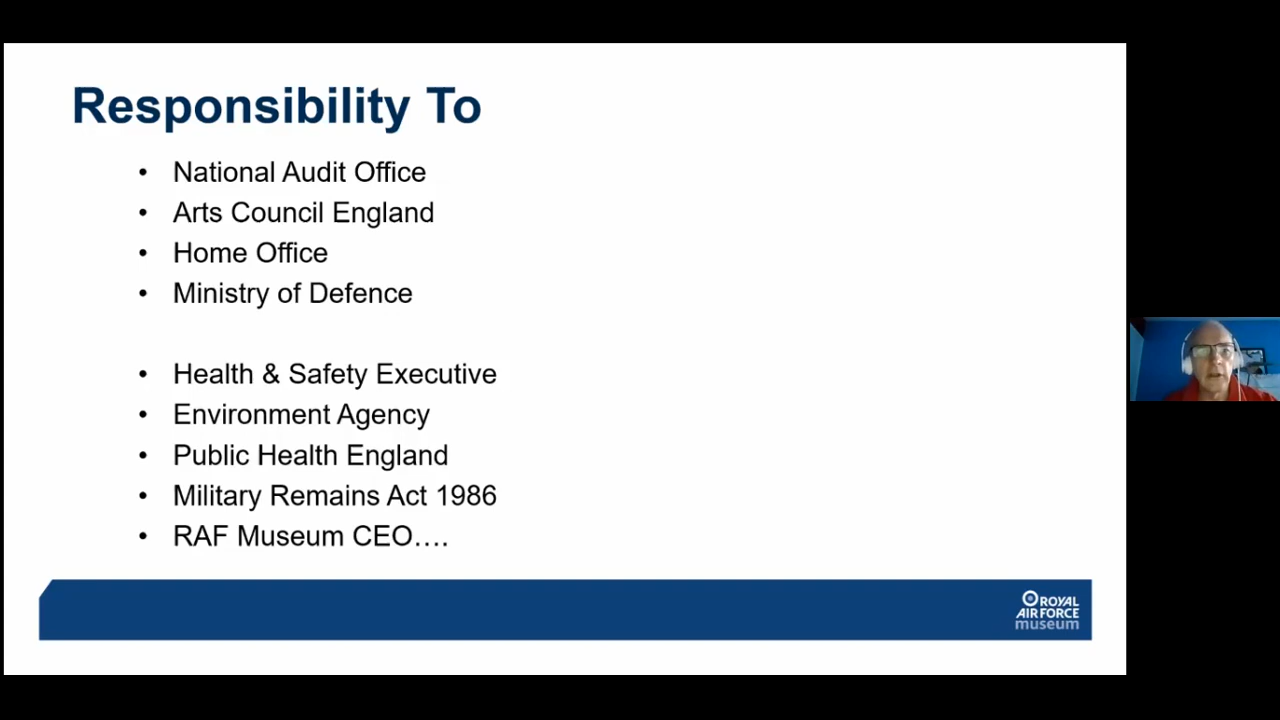 Responsibility To
• National Audit Office
• Arts Council England
• Home Office
• Ministry of Defence
• Health & Safety Executive
• Environment Agency
• Public Health England
• Military Remains Act 1986
• RAF Museum CEO….
ROYAL
AIR FORCE
museum